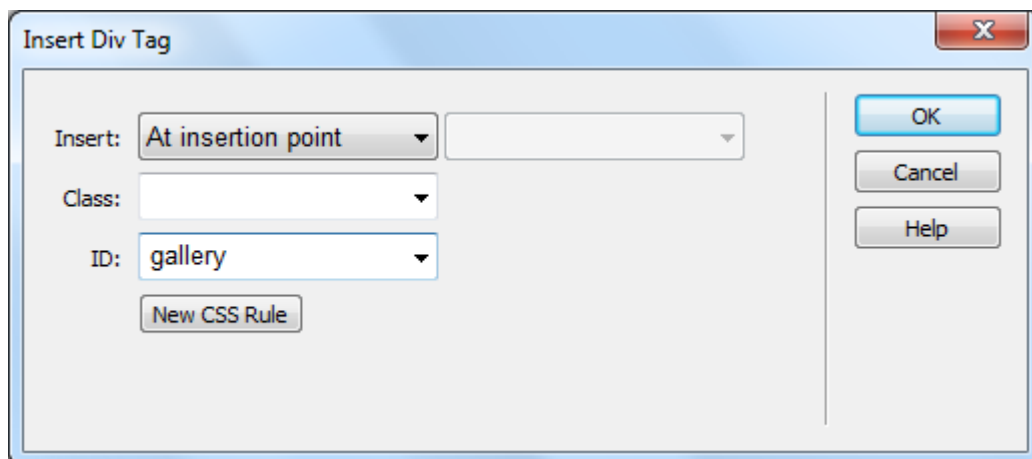 Insert Div Tag
Insert: At insertion point
OK
Class:
Cancel
ID: gallery
Help
New CSS Rule